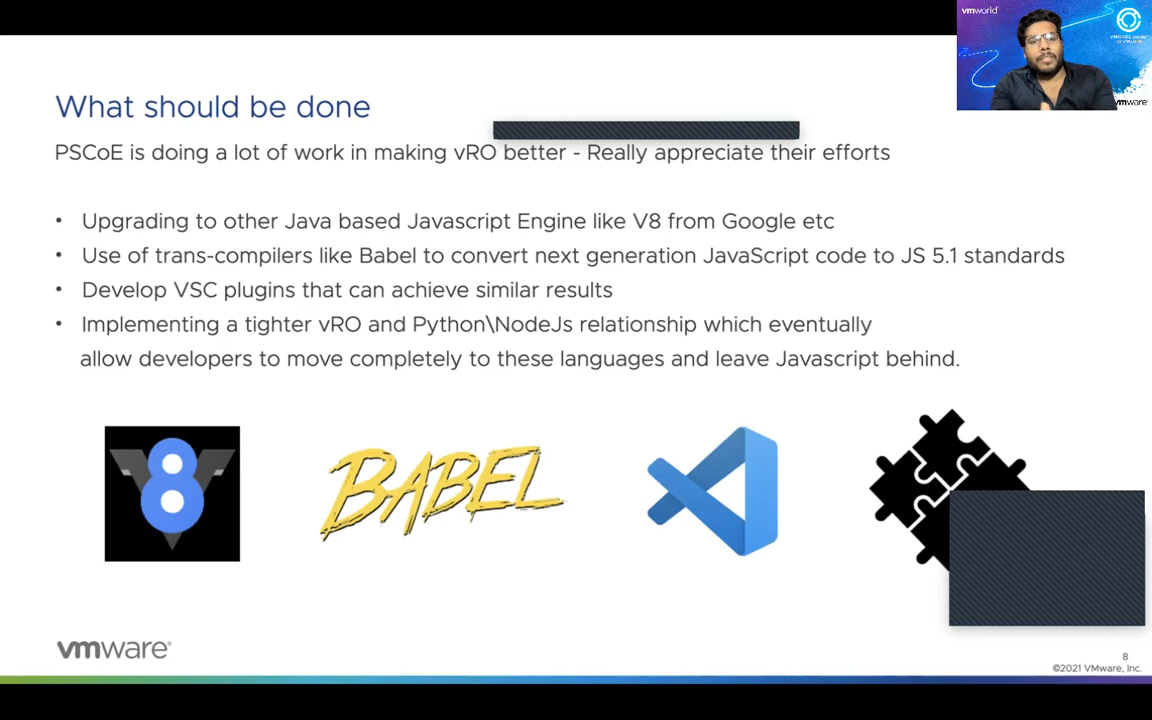 vmworld
vmware
What should be done
PSCoE is doing a lot of work in making vRO better - Really appreciate their efforts
• Upgrading to other Java based Javascript Engine like V8 from Google etc
• Use of trans-compilers like Babel to convert next generation JavaScript code to JS 5.1 standards
• Develop VSC plugins that can achieve similar results
• Implementing a tighter vRO and Python\NodeJs relationship which eventually
allow developers to move completely to these languages and leave Javascript behind.
V8
BABEL
vmware®
8
©2021 VMware, Inc.